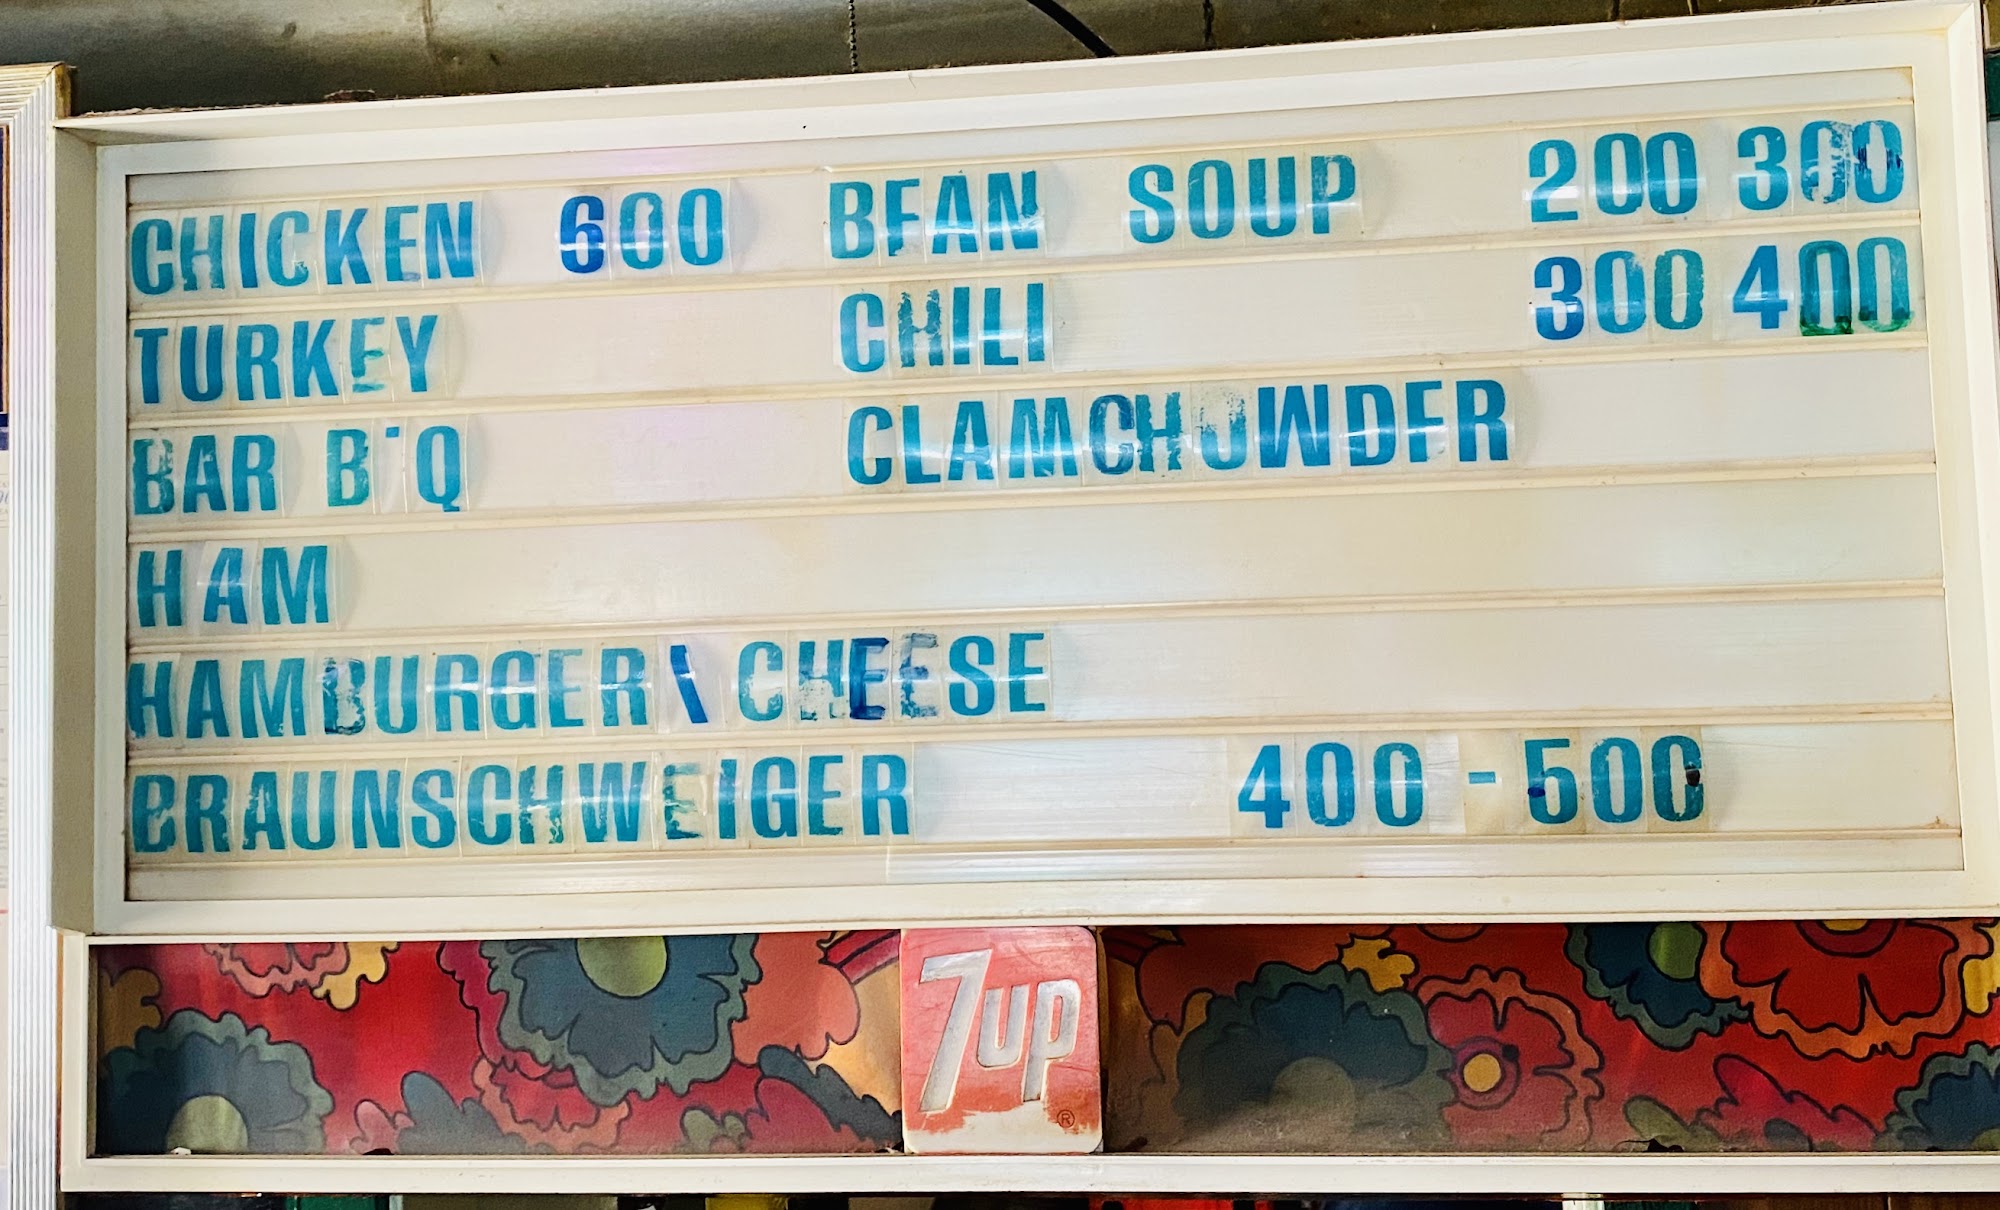 CHICKEN 600 BEAN SOUP 200 300
TURKEY CHILI 300 400
BAR B·Q CLAMCHOWDER
HAM
HAMBURGER \ CHEESE
BRAUNSCHWEIGER 400 - 500
7UP®